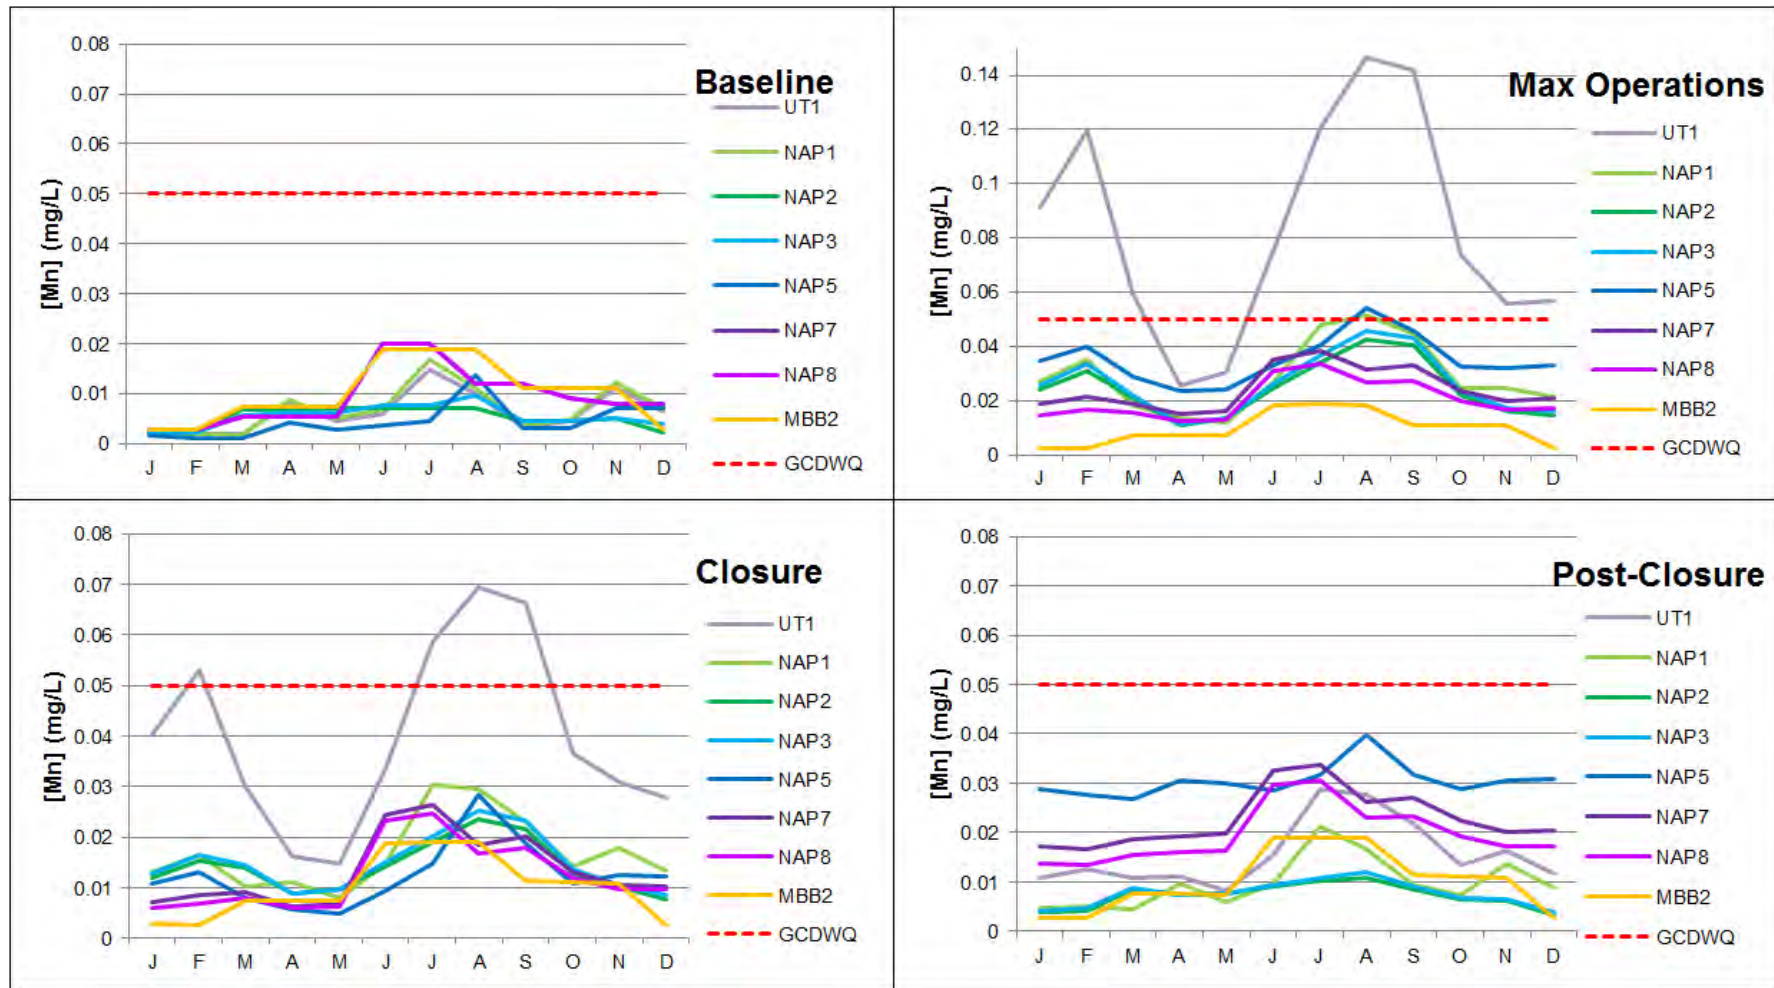 Baseline
[Mn] (mg/L)
0.08
0.07
0.06
0.05
0.04
0.03
0.02
0.01
0
J F M A M J J A S O N D
UT1
NAP1
NAP2
NAP3
NAP5
NAP7
NAP8
MBB2
GCDWQ
Max Operations
[Mn] (mg/L)
0.14
0.12
0.1
0.08
0.06
0.04
0.02
0
J F M A M J J A S O N D
UT1
NAP1
NAP2
NAP3
NAP5
NAP7
NAP8
MBB2
GCDWQ
Closure
[Mn] (mg/L)
0.08
0.07
0.06
0.05
0.04
0.03
0.02
0.01
0
J F M A M J J A S O N D
UT1
NAP1
NAP2
NAP3
NAP5
NAP7
NAP8
MBB2
GCDWQ
Post-Closure
[Mn] (mg/L)
0.08
0.07
0.06
0.05
0.04
0.03
0.02
0.01
0
J F M A M J J A S O N D
UT1
NAP1
NAP2
NAP3
NAP5
NAP7
NAP8
MBB2
GCDWQ